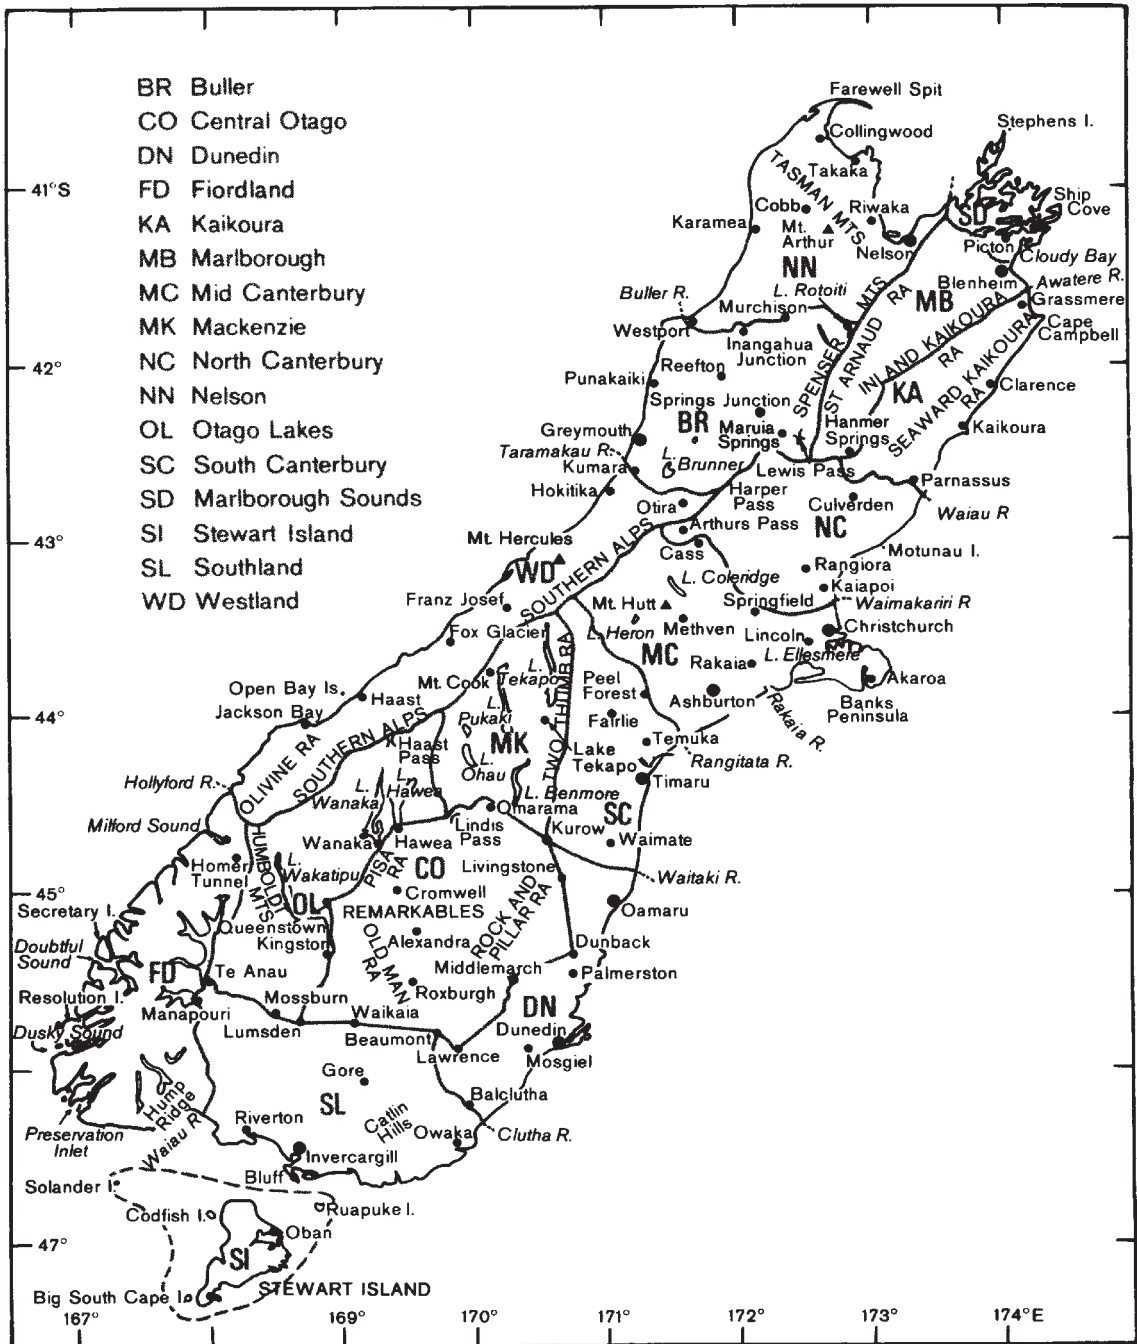 BR Buller
CO Central Otago
DN Dunedin
FD Fiordland
KA Kaikoura
MB Marlborough
MC Mid Canterbury
MK Mackenzie
NC North Canterbury
NN Nelson
OL Otago Lakes
SC South Canterbury
SD Marlborough Sounds
SI Stewart Island
SL Southland
WD Westland
Farewell Spit
Collingwood
Stephens I.
Takaka
TASMAN MTS
41°S
Cobb
Riwaka
SD
Ship
Cove
Karamea
Mt.
Arthur
Nelson
Picton
Cloudy Bay
NN
Blenheim
Awatere R.
Buller R.
L. Rotoiti
MB
Grassmere
Murchison
Westport
Inangahua
Junction
SPENSER MTS
ST ARNAUD RA
INLAND KAIKOURA
RA
SEAWARD KAIKOURA
RA
Cape
Campbell
42°
Reefton
Punakaiki
Springs Junction
KA
Clarence
BR
Maruia
Springs
Hanmer
Springs
Kaikoura
Greymouth
Taramakau R.
L.
Brunner
Lewis Pass
Kumara
Parnassus
Hokitika
Harper
Pass
Otira
Culverden
Waiau R
Arthurs Pass
NC
43°
Mt. Hercules
Cass
Motunau I.
WD
SOUTHERN ALPS
L. Coleridge
Rangiora
Kaiapoi
Franz Josef
Mt. Hutt
Springfield
Waimakariri R
Fox Glacier
L. Heron
Methven
Lincoln
Christchurch
MC
Rakaia
L. Ellesmere
Mt. Cook
L.
Tekapo
TWO THUMB RA
Peel
Forest
Ashburton
Akaroa
Open Bay Is.
Haast
Banks
Peninsula
44°
Jackson Bay
L.
Pukaki
Fairlie
Rakaia R.
SOUTHERN ALPS
Haast
Pass
MK
Temuka
Lake
Tekapo
Rangitata R.
OLIVINE RA
L.
Ohau
Timaru
Hollyford R.
L.
Wanaka
L.
Hawea
L. Benmore
SC
Omarama
Milford Sound
Lindis
Pass
Kurow
Waimate
Wanaka
Hawea
Homer
Tunnel
HUMBOLDT
MTS
L.
Wakatipu
PISA
RA
CO
Livingstone
Waitaki R.
45°
Cromwell
OL
REMARKABLES
ROCK AND
PILLAR RA
Oamaru
Secretary I.
Queenstown
Kingston
Alexandra
Dunback
Doubtful
Sound
OLD MAN
RA
FD
Te Anau
Middlemarch
Palmerston
Roxburgh
Resolution I.
Mossburn
DN
Manapouri
Waikaia
Dusky Sound
Lumsden
Beaumont
Dunedin
Lawrence
Mosgiel
Gore
Hump
Ridge
SL
Balclutha
Catlin
Hills
Preservation
Inlet
Waiau R
Riverton
Owaka
Clutha R.
Invercargill
Bluff
Solander I.
Codfish I.
Ruapuke I.
Oban
47°
SI
Big South Cape I.
STEWART ISLAND
167°
169°
170°
171°
172°
173°
174°E